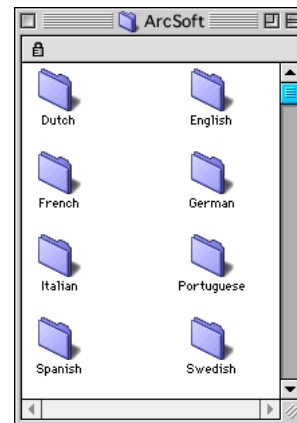 ArcSoft
Dutch English
French German
Italian Portuguese
Spanish Swedish